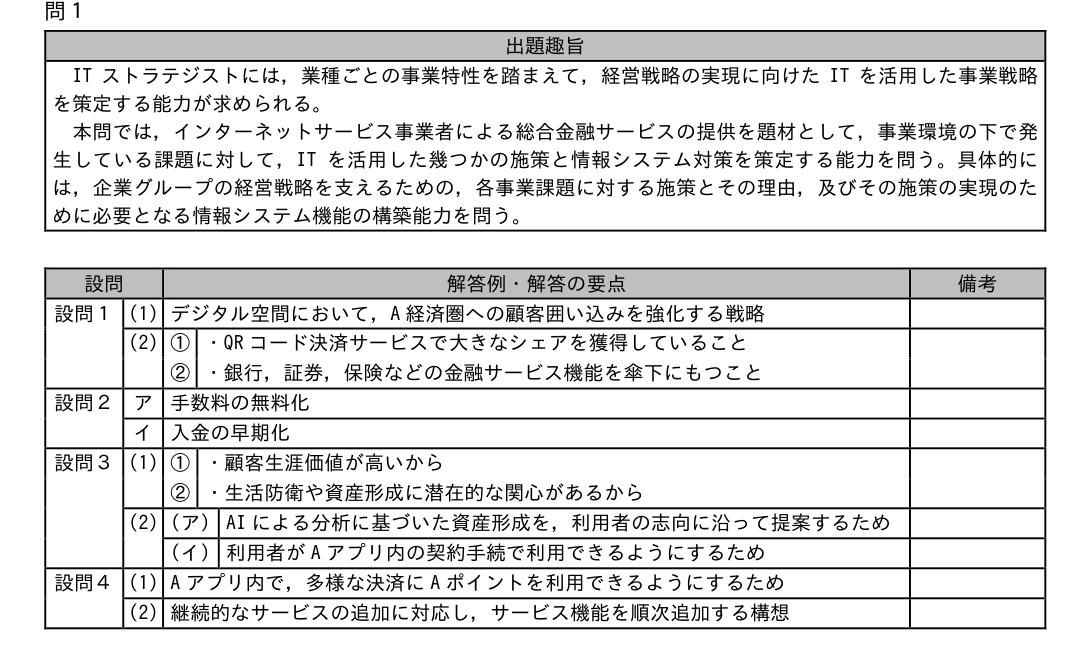 問1
出題趣旨
IT ストラテジストには，業種ごとの事業特性を踏まえて，経営戦略の実現に向けた IT を活用した事業戦略
を策定する能力が求められる。
本問では，インターネットサービス事業者による総合金融サービスの提供を題材として，事業環境の下で発
生している課題に対して，IT を活用した幾つかの施策と情報システム対策を策定する能力を問う。具体的に
は，企業グループの経営戦略を支えるための，各事業課題に対する施策とその理由，及びその施策の実現のた
めに必要となる情報システム機能の構築能力を問う。
設問 解答例・解答の要点 備考
設問1 (1) デジタル空間において，A 経済圏への顧客囲い込みを強化する戦略
(2) ① ・QR コード決済サービスで大きなシェアを獲得していること
② ・銀行，証券，保険などの金融サービス機能を傘下にもつこと
設問2 ア 手数料の無料化
イ 入金の早期化
設問3 (1) ① ・顧客生涯価値が高いから
② ・生活防衛や資産形成に潜在的な関心があるから
(2) (ア) AI による分析に基づいた資産形成を，利用者の志向に沿って提案するため
(イ) 利用者が A アプリ内の契約手続で利用できるようにするため
設問4 (1) A アプリ内で，多様な決済に A ポイントを利用できるようにするため
(2) 継続的なサービスの追加に対応し，サービス機能を順次追加する構想